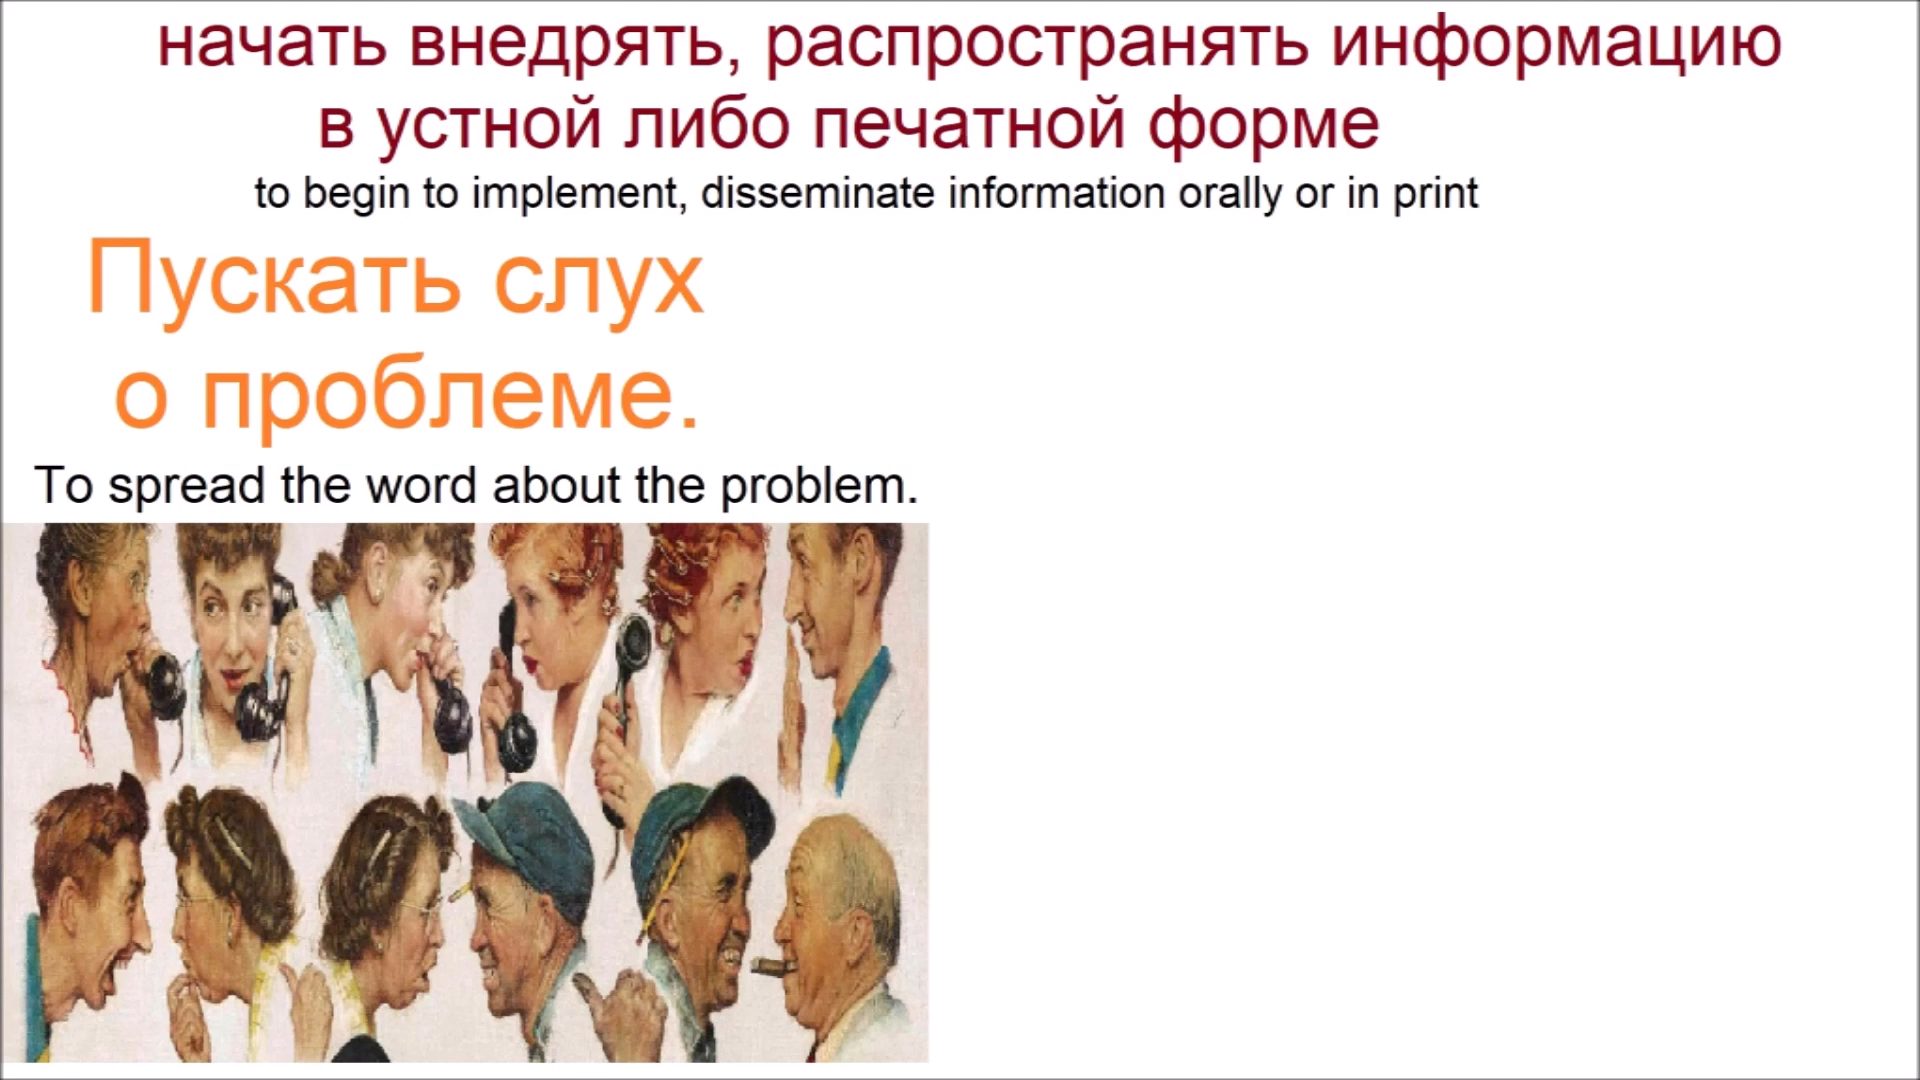 начать внедрять, распространять информацию
в устной либо печатной форме
to begin to implement, disseminate information orally or in print
Пускать слух
о проблеме.
To spread the word about the problem.